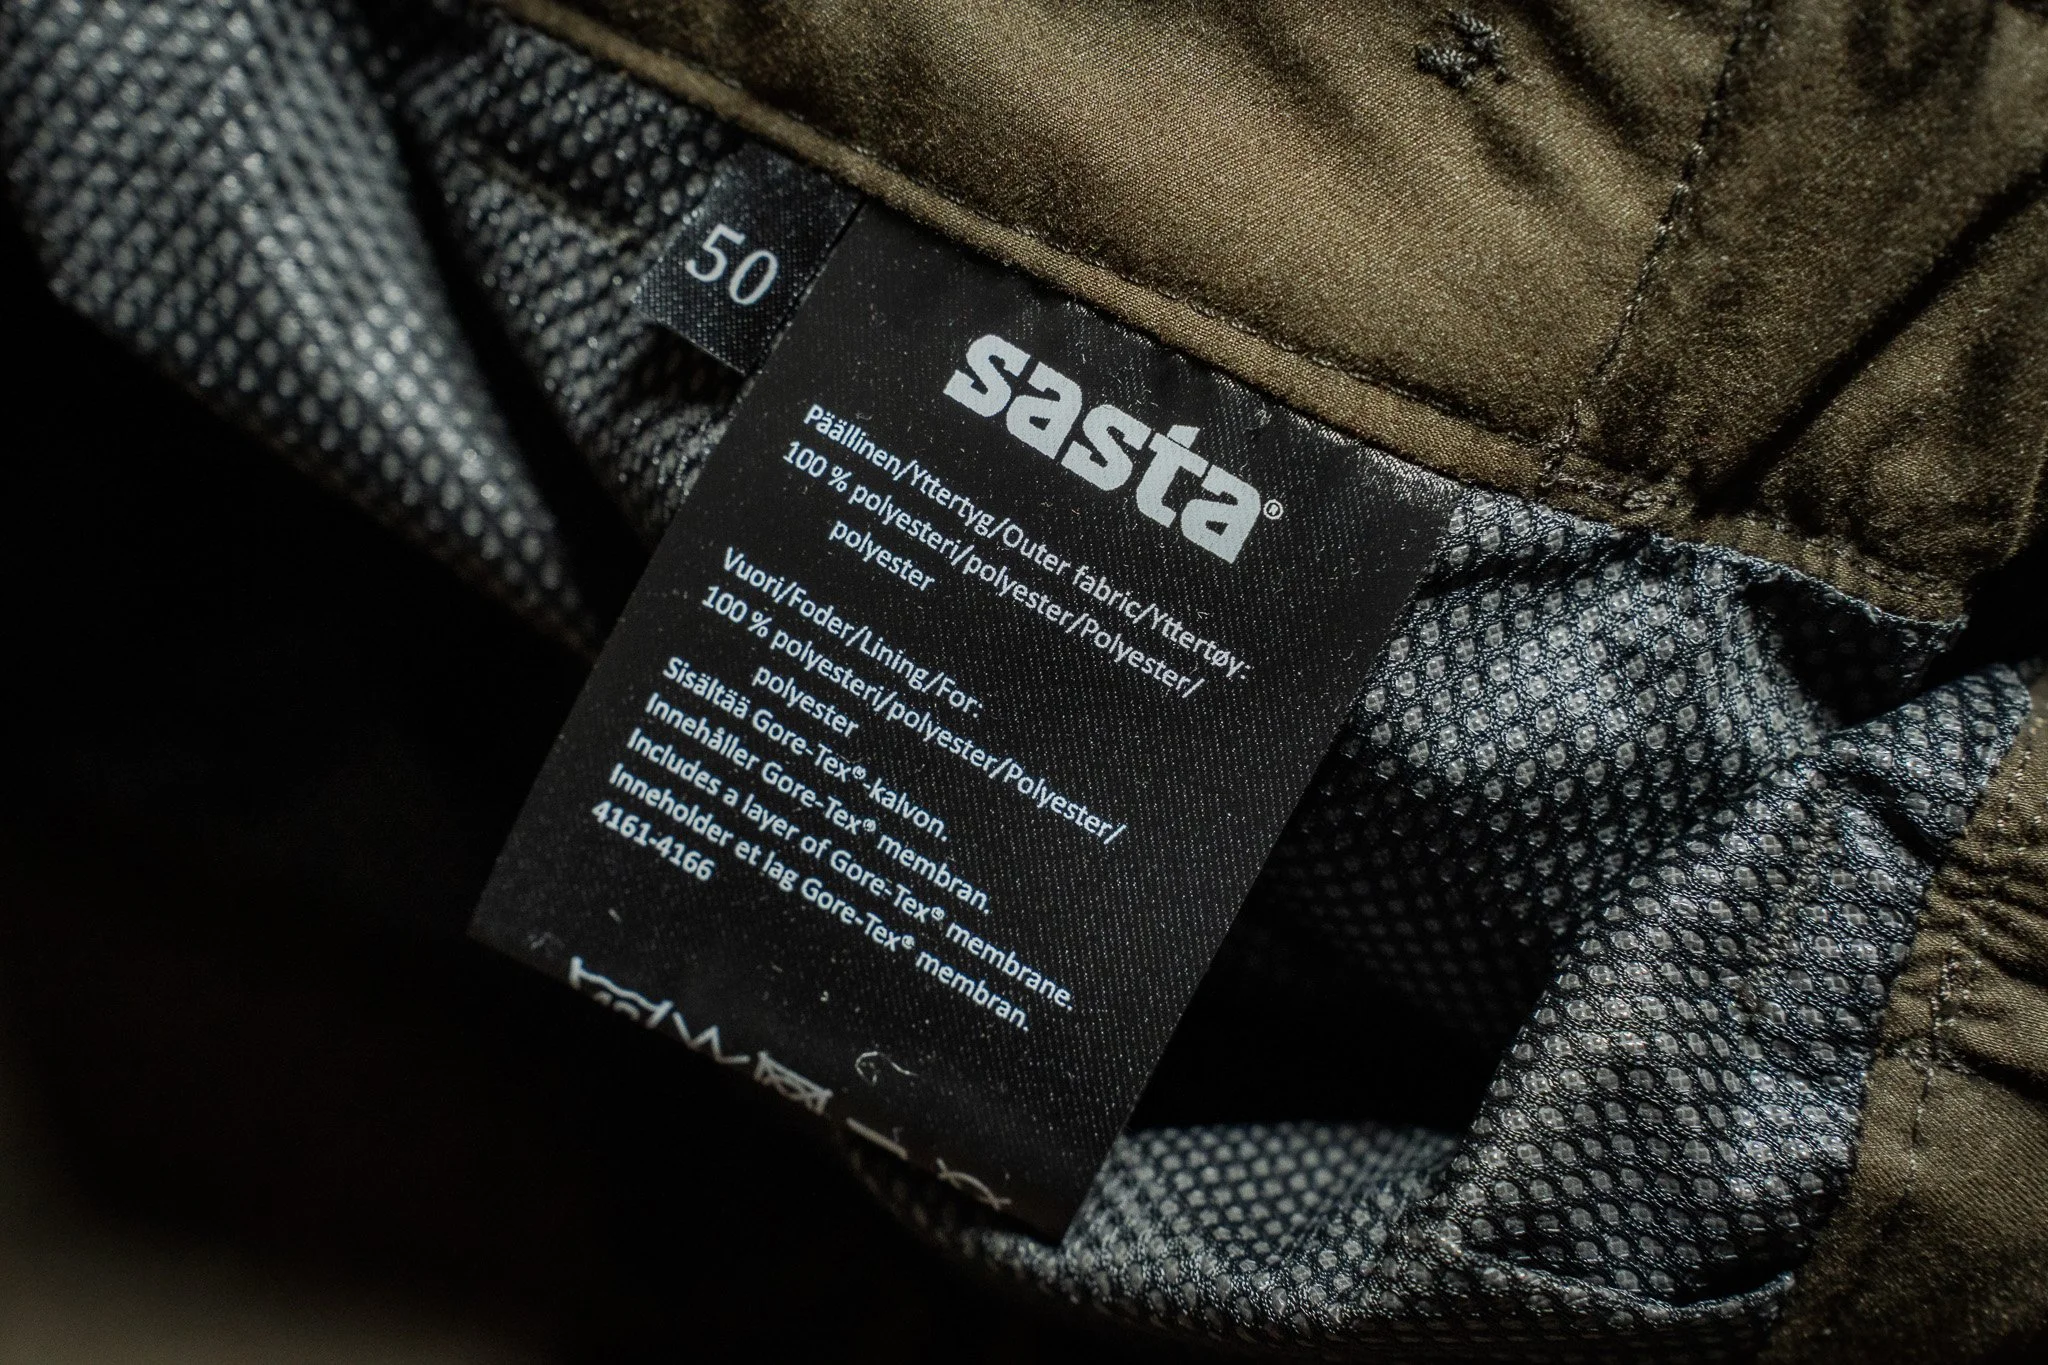 50
sasta®
Päällinen/Yttertyg/Outer fabric/Yttertøy:
100 % polyesteri/polyester/Polyester/
polyester
Vuori/Foder/Lining/For:
100 % polyesteri/polyester/Polyester/
polyester
Sisältää Gore-Tex®-kalvon.
Innehåller Gore-Tex® membran.
Includes a layer of Gore-Tex® membrane.
Inneholder et lag Gore-Tex® membran.
4161-4166